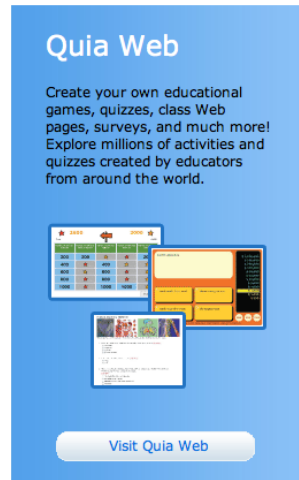 Quia Web
Create your own educational
games, quizzes, class Web
pages, surveys, and much more!
Explore millions of activities and
quizzes created by educators
from around the world.
Visit Quia Web